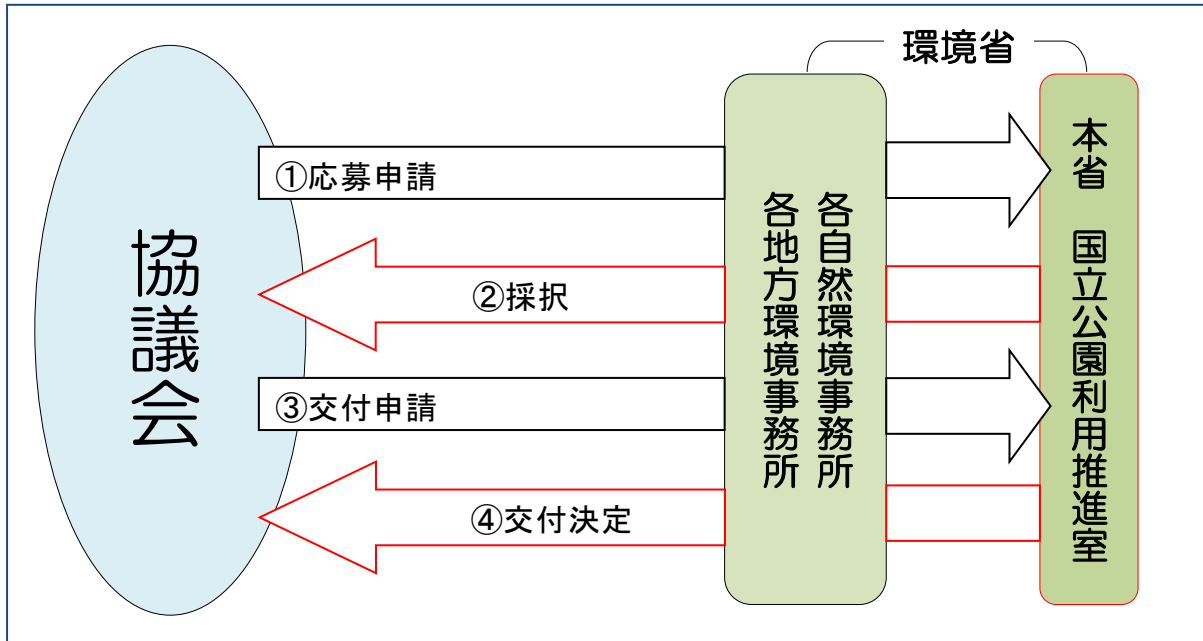 環境省
協議会
①応募申請
②採択
③交付申請
④交付決定
各自然環境事務所
各地方環境事務所
本省 国立公園利用推進室